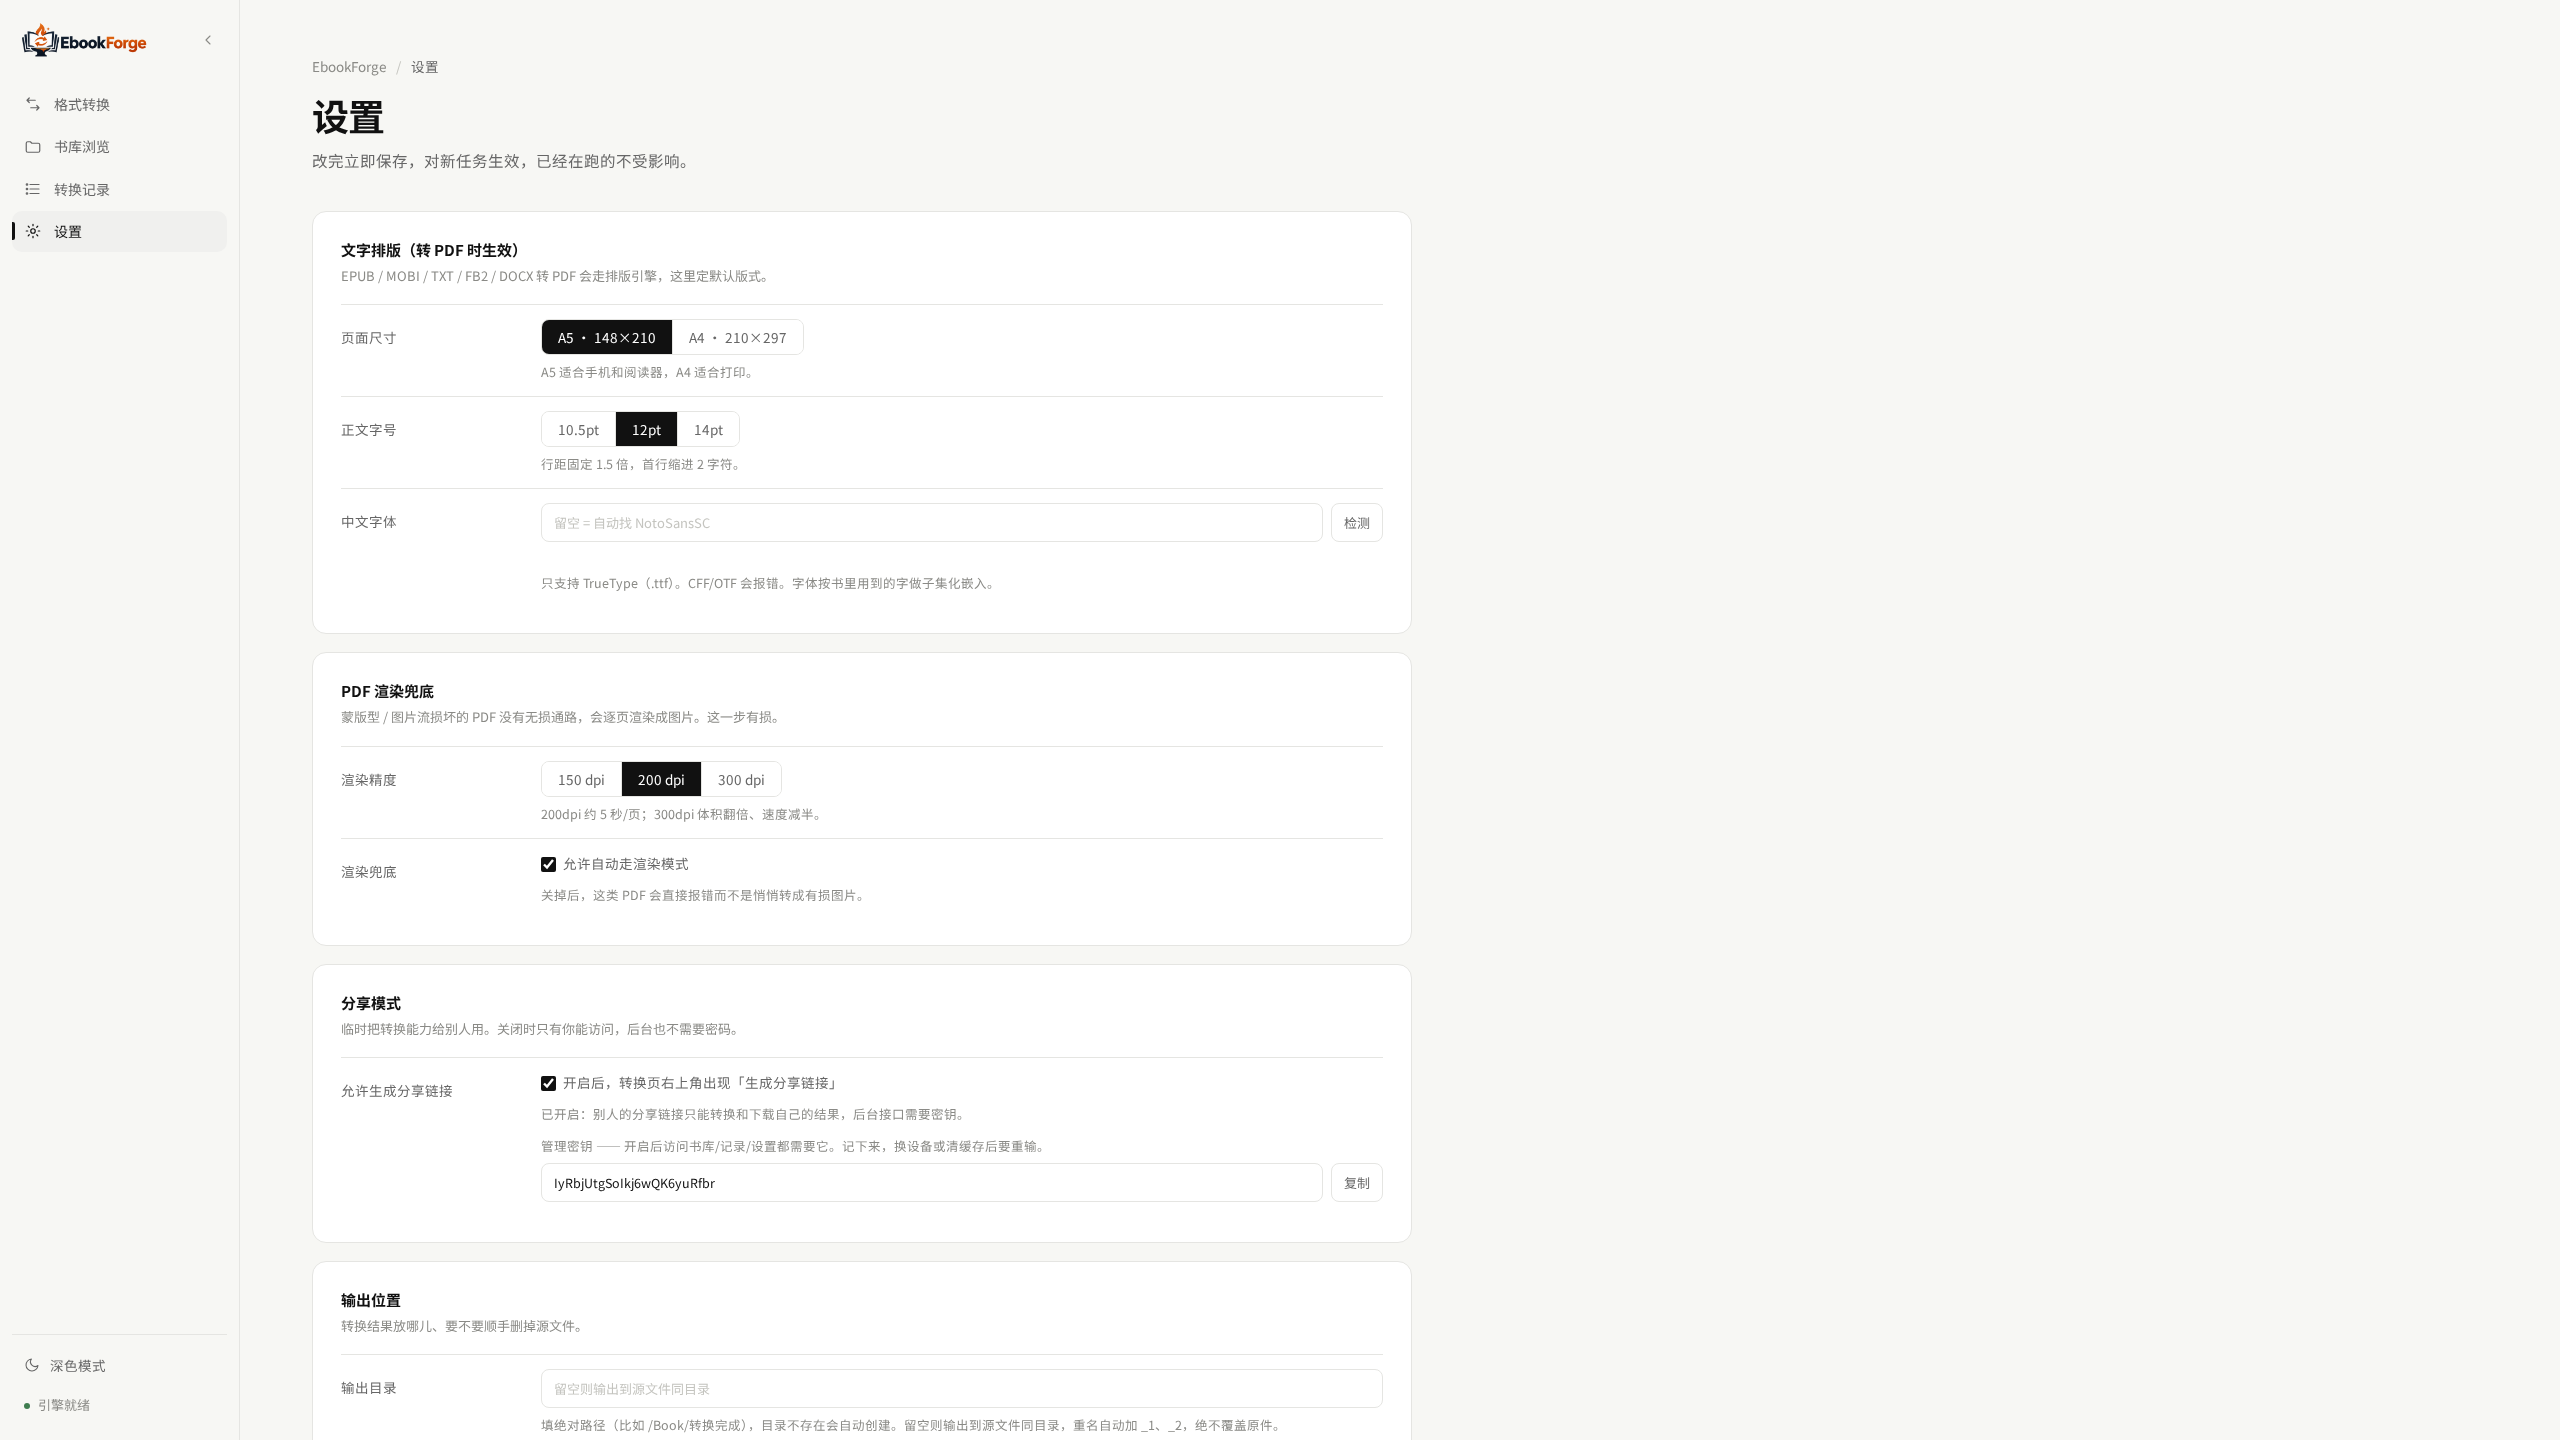 EbookForge
格式转换
书库浏览
转换记录
设置
深色模式
引擎就绪
EbookForge / 设置
设置
改完立即保存，对新任务生效，已经在跑的不受影响。
文字排版（转 PDF 时生效）
EPUB / MOBI / TXT / FB2 / DOCX 转 PDF 会走排版引擎，这里定默认版式。
页面尺寸
A5 · 148×210
A4 · 210×297
A5 适合手机和阅读器，A4 适合打印。
正文字号
10.5pt
12pt
14pt
行距固定 1.5 倍，首行缩进 2 字符。
中文字体
留空 = 自动找 NotoSansSC
检测
只支持 TrueType（.ttf）。CFF/OTF 会报错。字体按书里用到的字做子集化嵌入。
PDF 渲染兜底
蒙版型 / 图片流损坏的 PDF 没有无损通路，会逐页渲染成图片。这一步有损。
渲染精度
150 dpi
200 dpi
300 dpi
200dpi 约 5 秒/页；300dpi 体积翻倍、速度减半。
渲染兜底
允许自动走渲染模式
关掉后，这类 PDF 会直接报错而不是悄悄转成有损图片。
分享模式
临时把转换能力给别人用。关闭时只有你能访问，后台也不需要密码。
允许生成分享链接
开启后，转换页右上角出现「生成分享链接」
已开启：别人的分享链接只能转换和下载自己的结果，后台接口需要密钥。
管理密钥 —— 开启后访问书库/记录/设置都需要它。记下来，换设备或清缓存后要重输。
IyRbjUtgSoIkj6wQK6yuRfbr
复制
输出位置
转换结果放哪儿、要不要顺手删掉源文件。
输出目录
留空则输出到源文件同目录
填绝对路径（比如 /Book/转换完成），目录不存在会自动创建。留空则输出到源文件同目录，重名自动加 _1、_2，绝不覆盖原件。